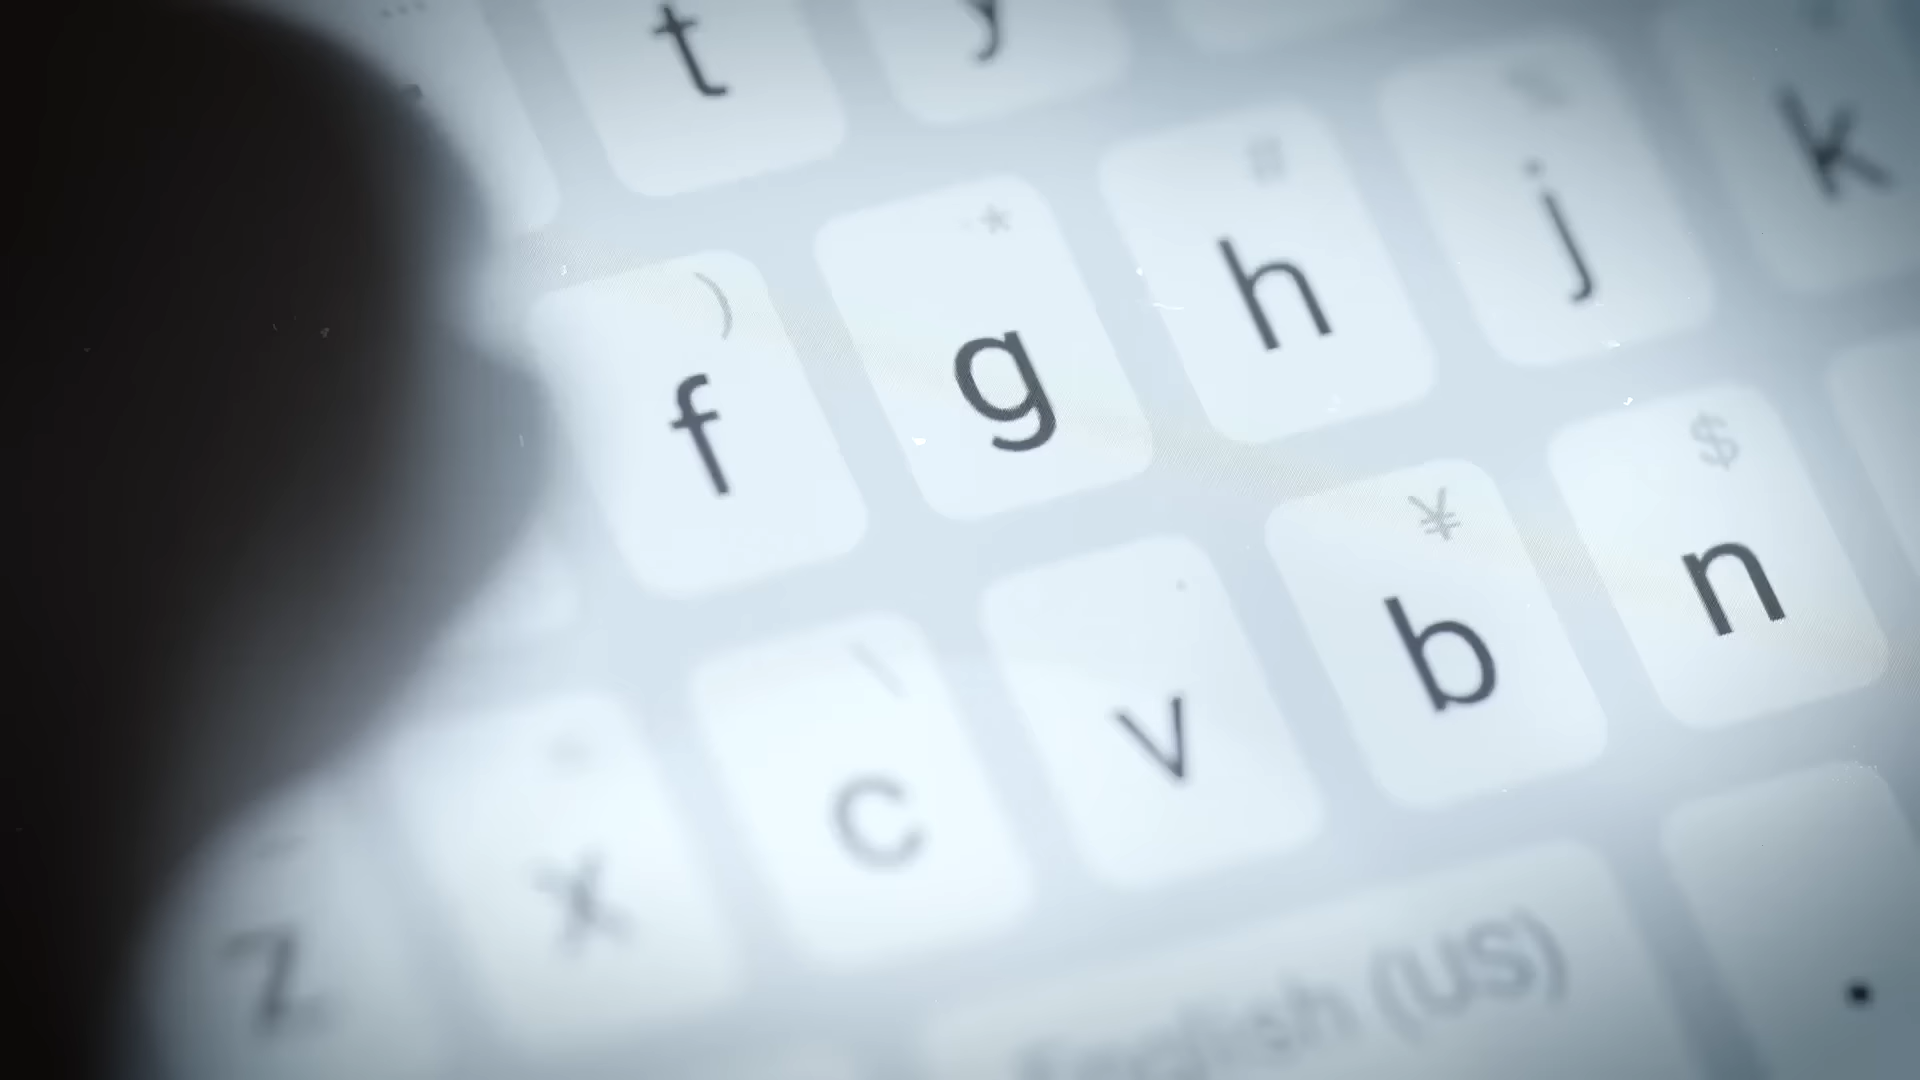 t y
) * #
f g h j k
\ · ¥ $
z x c v b n
English (US) .